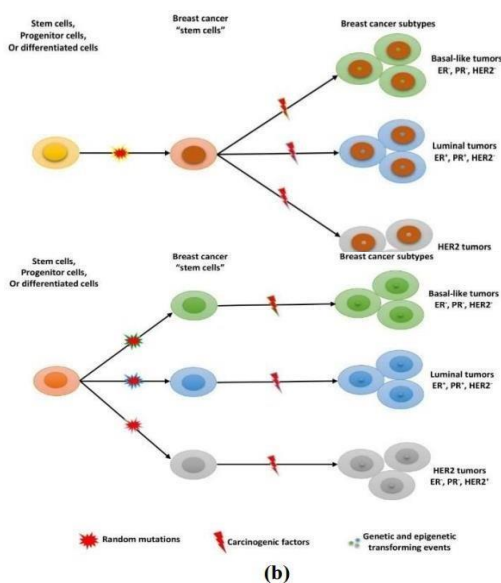 Stem cells,
Progenitor cells,
Or differentiated cells
Breast cancer
“stem cells”
Breast cancer subtypes
Basal-like tumors
ER-, PR-, HER2-
Luminal tumors
ER+, PR+, HER2-
HER2 tumors
Stem cells,
Progenitor cells,
Or differentiated cells
Breast cancer
“stem cells”
Breast cancer subtypes
Basal-like tumors
ER-, PR-, HER2-
Luminal tumors
ER+, PR+, HER2-
HER2 tumors
ER-, PR-, HER2+
Random mutations
Carcinogenic factors
Genetic and epigenetic
transforming events
(b)